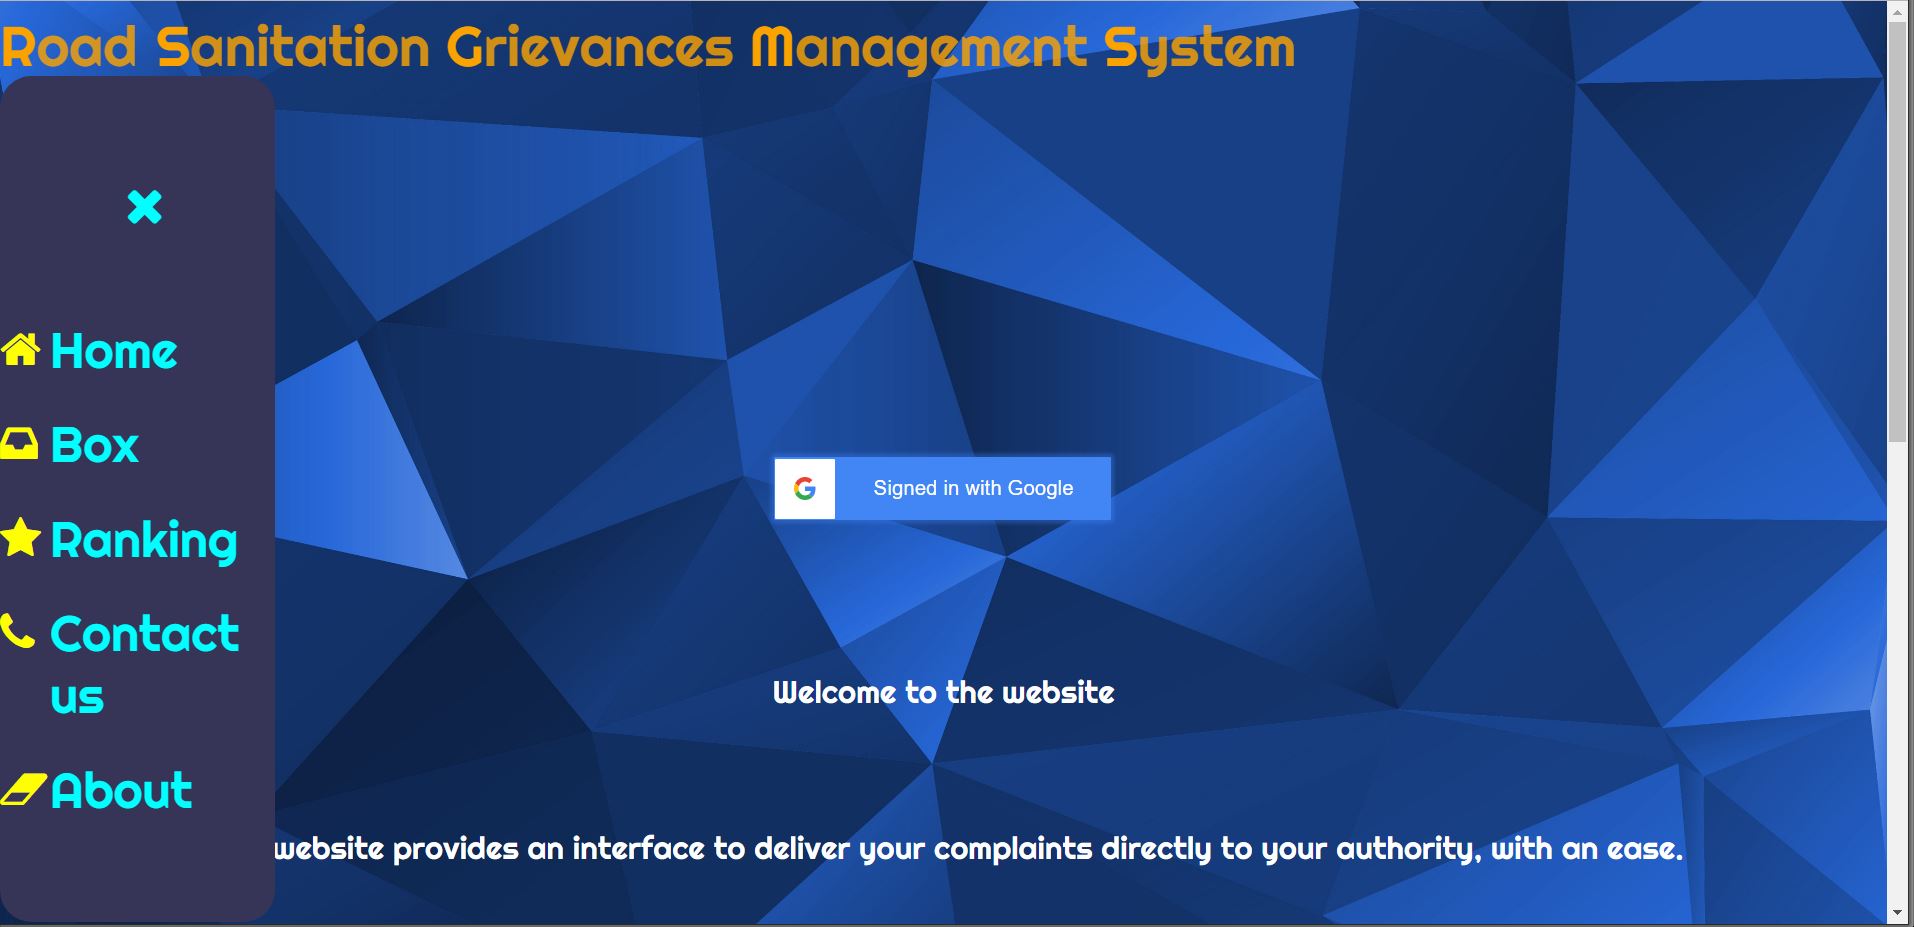 Road Sanitation Grievances Management System
Home
Box
Ranking
Contact
us
About
Signed in with Google
Welcome to the website
website provides an interface to deliver your complaints directly to your authority, with an ease.